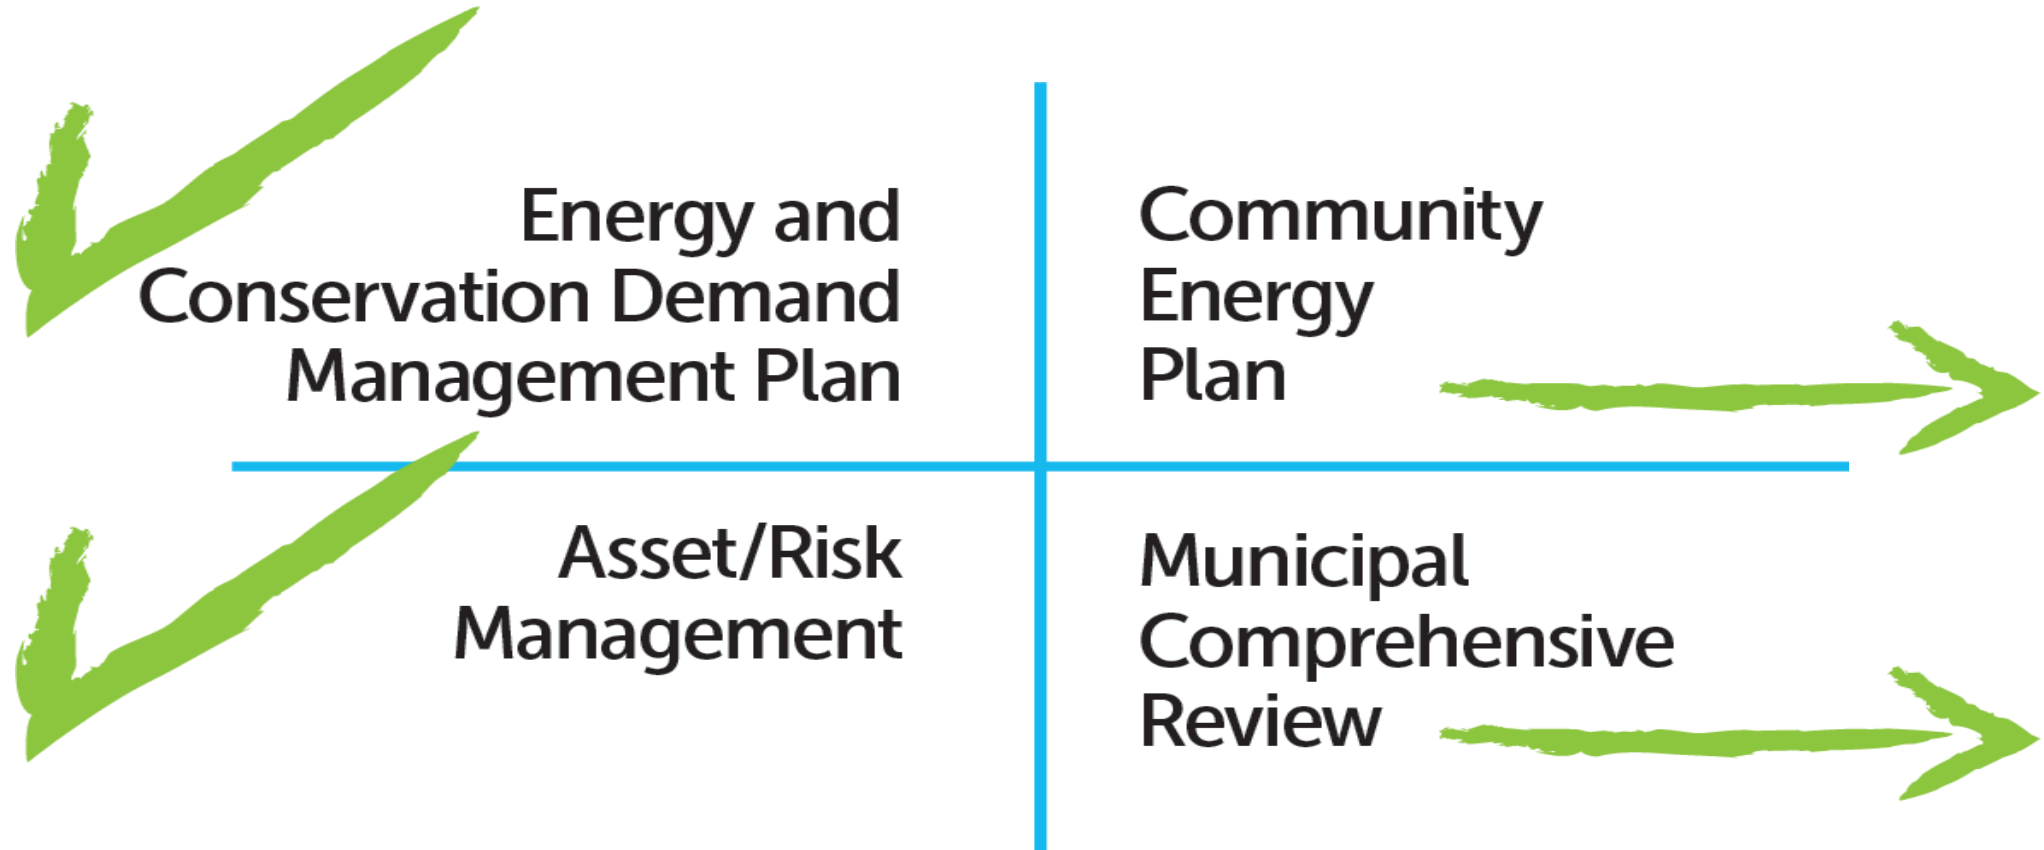 Energy and
Conservation Demand
Management Plan
Community
Energy
Plan
Asset/Risk
Management
Municipal
Comprehensive
Review